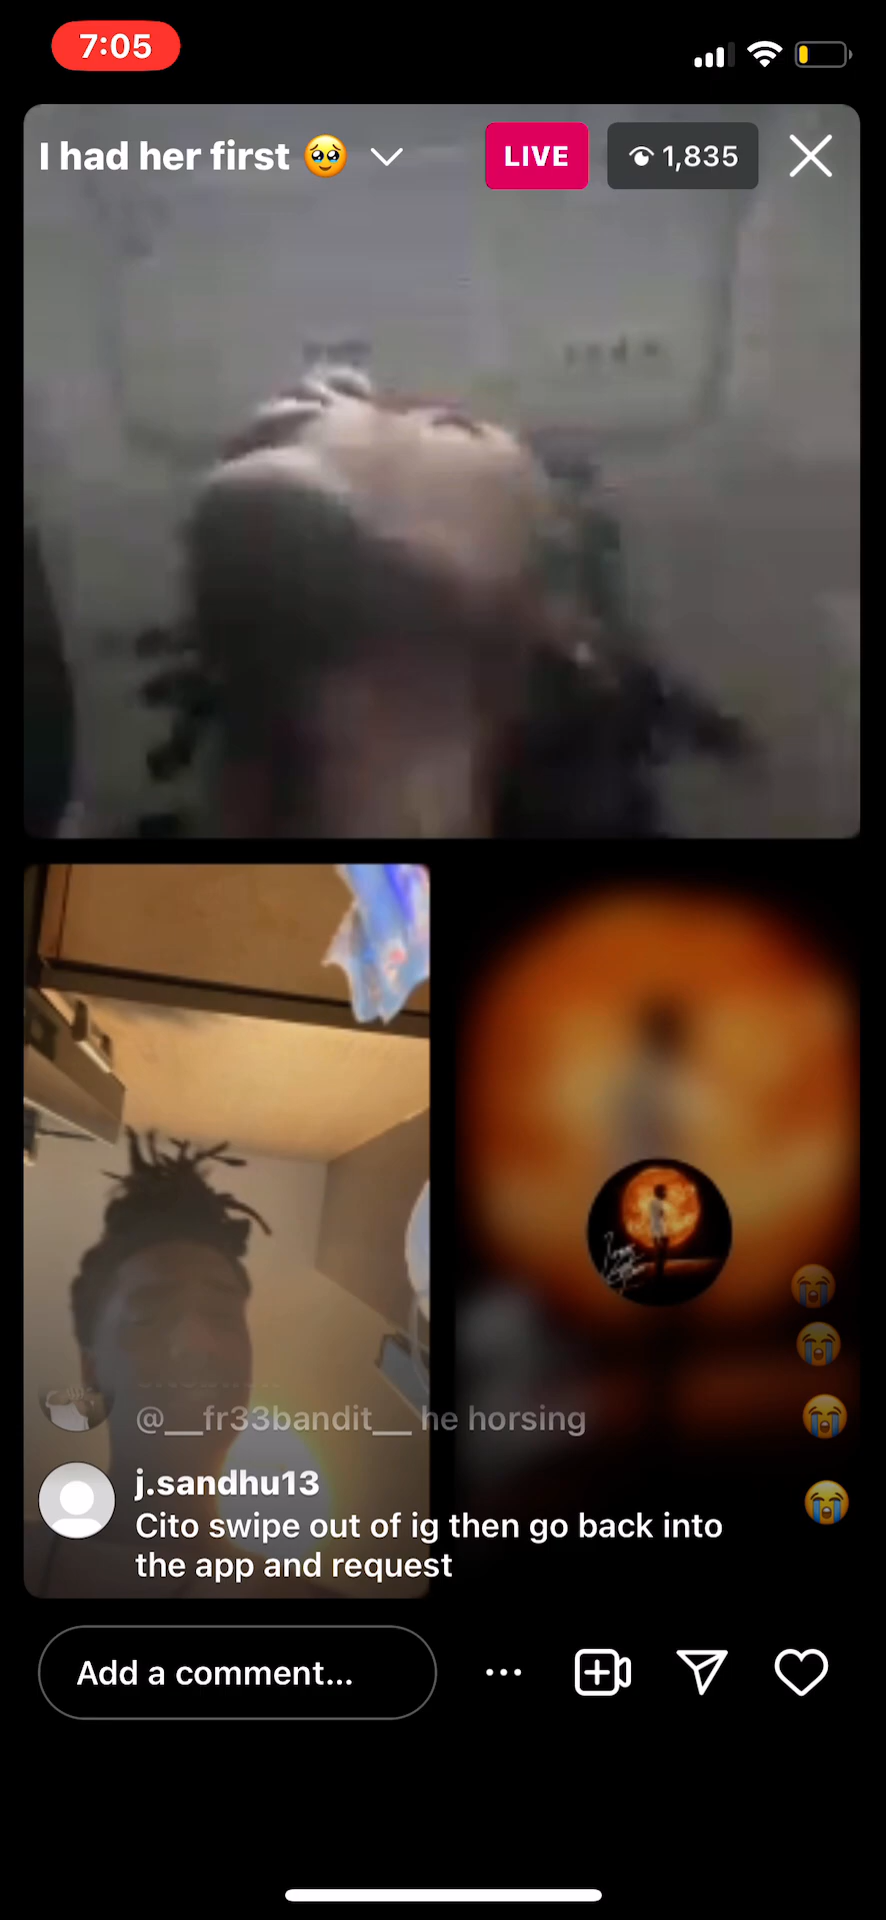 7:05
I had her first 🥹
LIVE
1,835
@__fr33bandit__ he horsing
j.sandhu13
Cito swipe out of ig then go back into
the app and request
Add a comment...